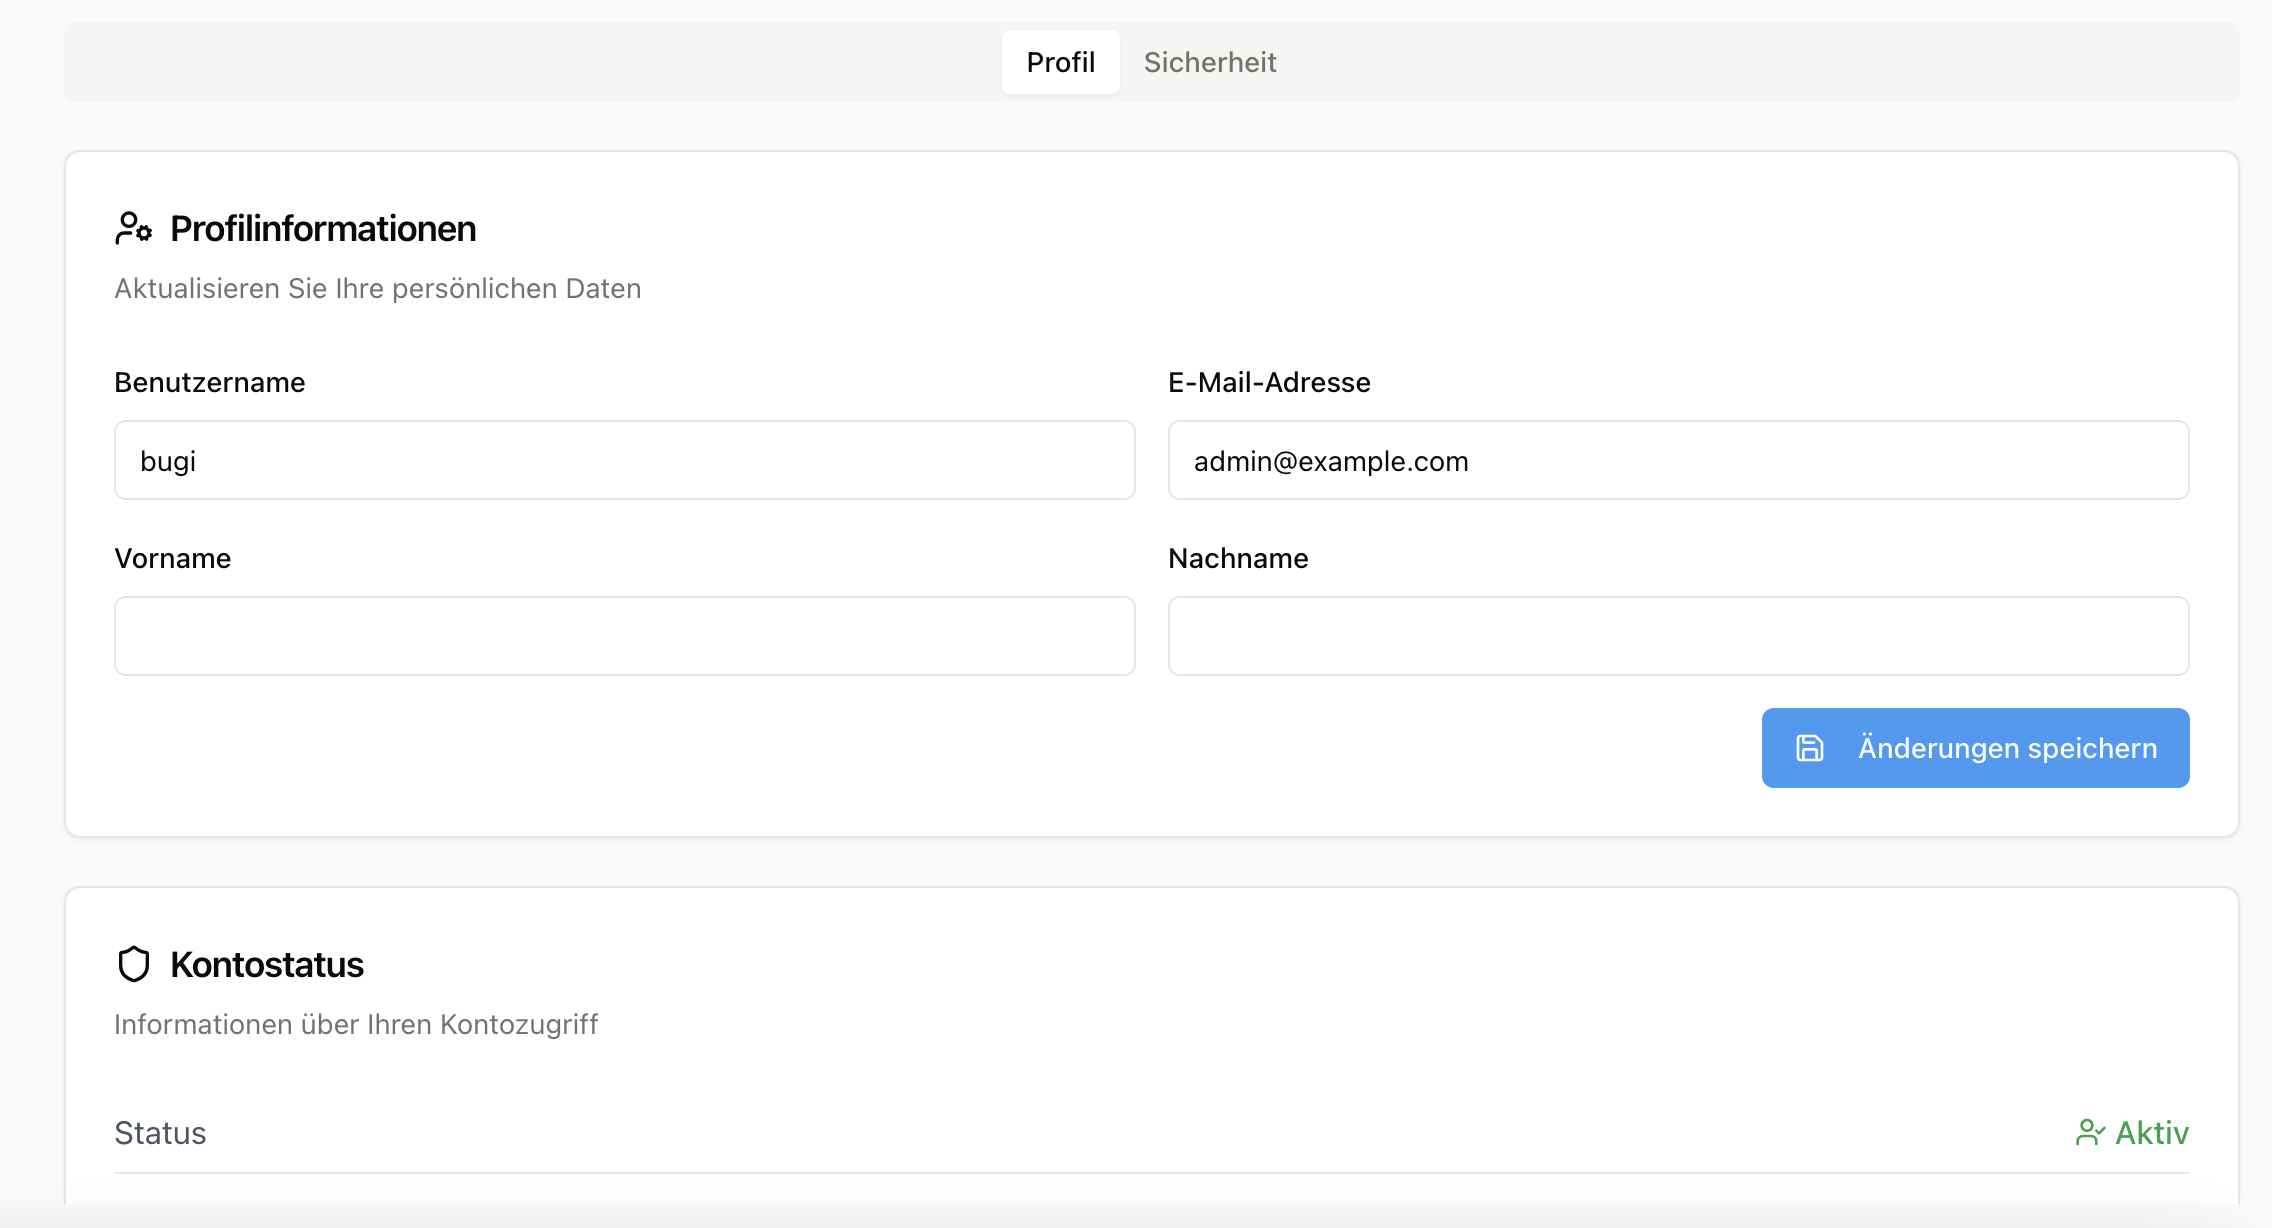 Profil
Sicherheit
Profilinformationen
Aktualisieren Sie Ihre persönlichen Daten
Benutzername
E-Mail-Adresse
bugi
admin@example.com
Vorname
Nachname
Änderungen speichern
Kontostatus
Informationen über Ihren Kontozugriff
Status
Aktiv